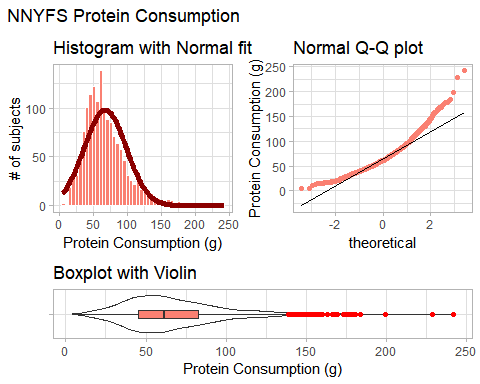 NNYFS Protein Consumption
Histogram with Normal fit
# of subjects
100
50
0
0 50 100 150 200 250
Protein Consumption (g)
Normal Q-Q plot
Protein Consumption (g)
250
200
150
100
50
0
-2 0 2
theoretical
Boxplot with Violin
0 50 100 150 200 250
Protein Consumption (g)